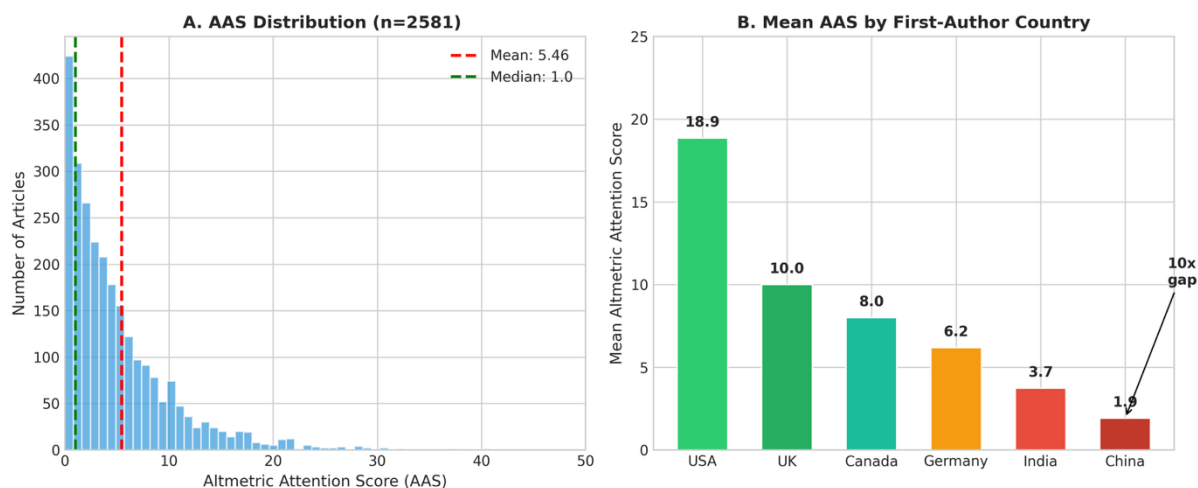 A. AAS Distribution (n=2581)
Mean: 5.46
Median: 1.0
Number of Articles
400
350
300
250
200
150
100
50
0
0 10 20 30 40 50
Altmetric Attention Score (AAS)
B. Mean AAS by First-Author Country
Mean Altmetric Attention Score
25
20
15
10
5
0
18.9
10.0
8.0
6.2
3.7
1.9
10x
gap
USA UK Canada Germany India China